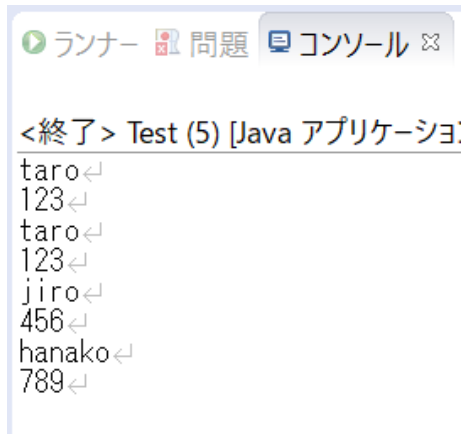 ランナー 問題 コンソール
<終了> Test (5) [Java アプリケーション
taro↵
123↵
taro↵
123↵
jiro↵
456↵
hanako↵
789↵